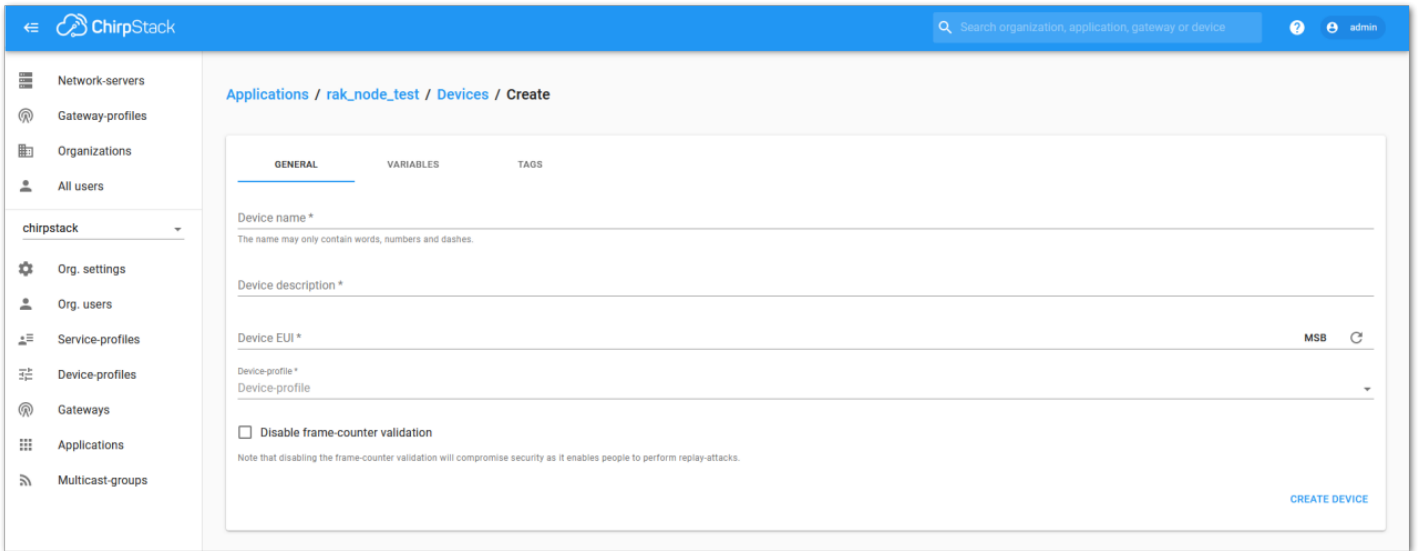 ChirpStack
Search organization, application, gateway or device
? admin
Network-servers
Gateway-profiles
Organizations
All users
chirpstack
Org. settings
Org. users
Service-profiles
Device-profiles
Gateways
Applications
Multicast-groups
Applications / rak_node_test / Devices / Create
GENERAL VARIABLES TAGS
Device name *
The name may only contain words, numbers and dashes.
Device description *
Device EUI * MSB
Device-profile *
Device-profile
Disable frame-counter validation
Note that disabling the frame-counter validation will compromise security as it enables people to perform replay-attacks.
CREATE DEVICE